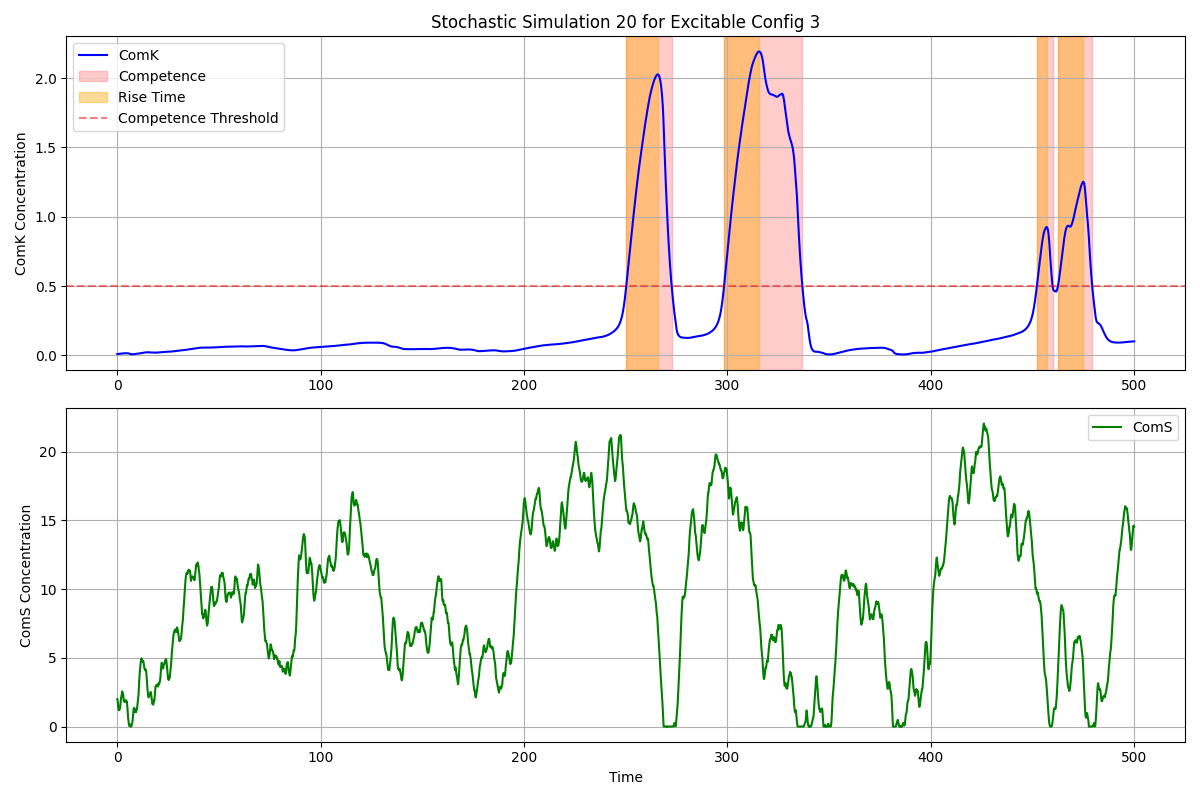 Stochastic Simulation 20 for Excitable Config 3
ComK
Competence
Rise Time
Competence Threshold
ComK Concentration
2.0
1.5
1.0
0.5
0.0
0 100 200 300 400 500
ComS
ComS Concentration
20
15
10
5
0
0 100 200 300 400 500
Time